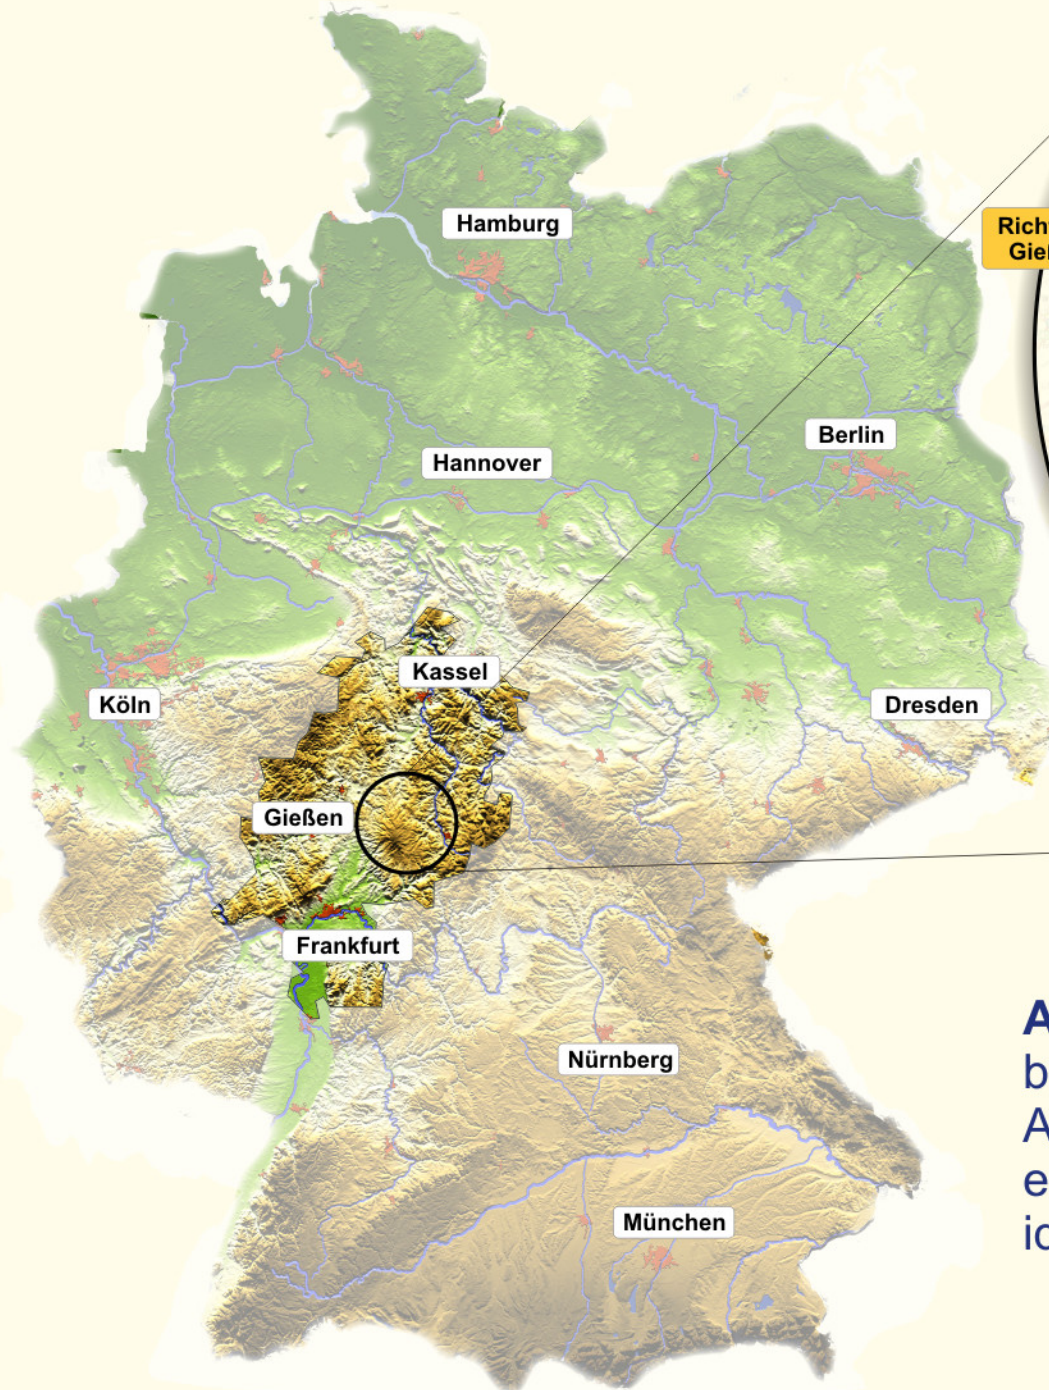 Hamburg
Berlin
Hannover
Kassel
Köln
Dresden
Gießen
Frankfurt
Nürnberg
München